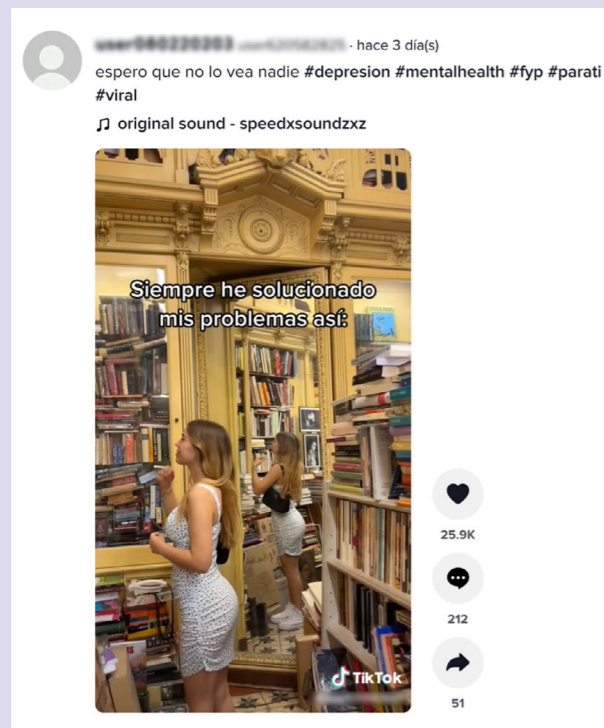 · hace 3 día(s)
espero que no lo vea nadie #depresion #mentalhealth #fyp #parati
#viral
original sound - speedxsoundzxz
Siempre he solucionado
mis problemas así:
TikTok
25.9K
212
51